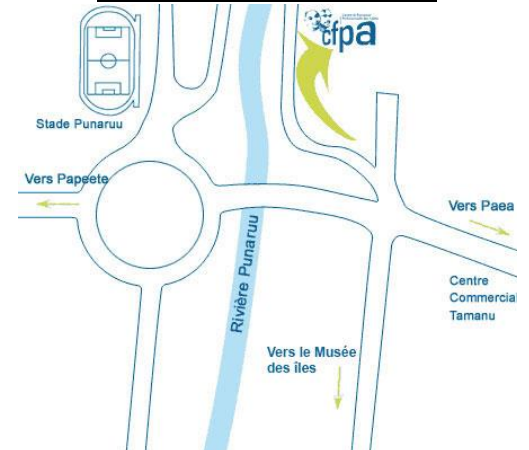 cfpa
Stade Punaruu
Vers Papeete
Vers Paea
Rivière Punaruu
Centre
Commercial
Tamanu
Vers le Musée
des îles